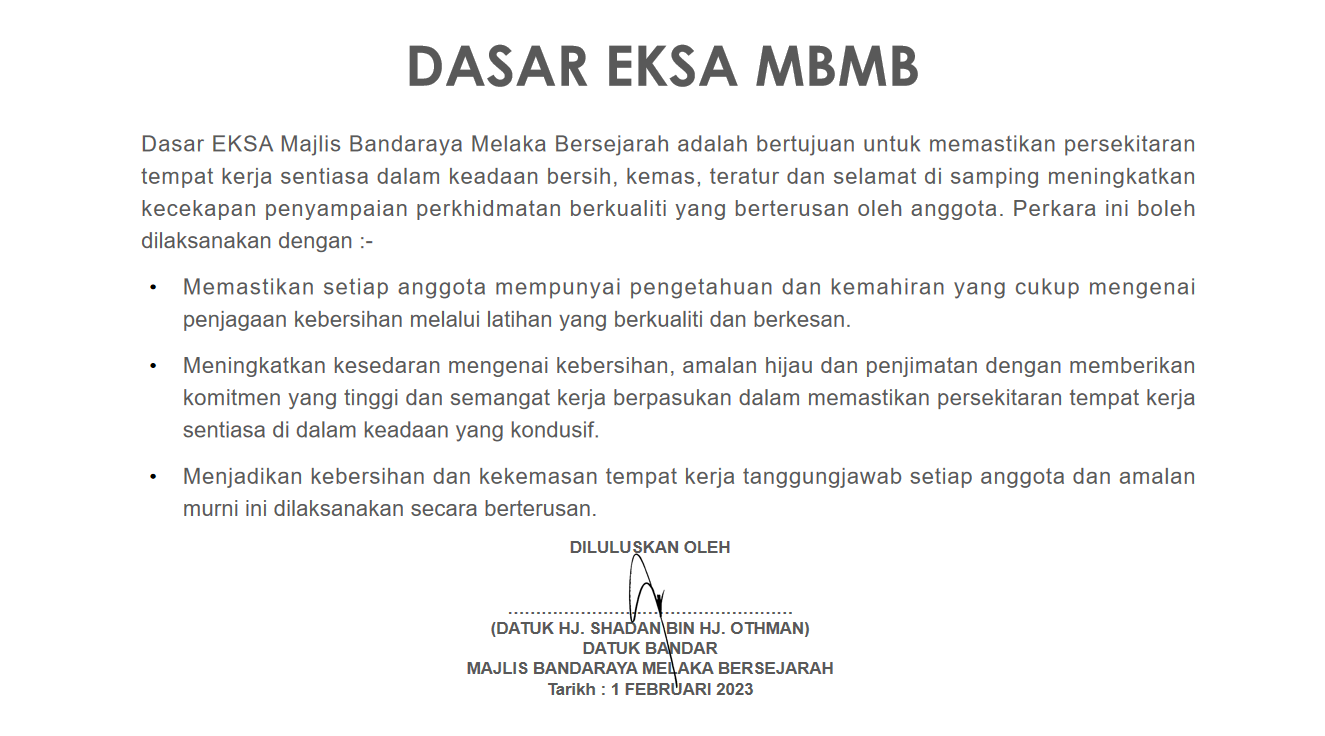 DASAR EKSA MBMB
Dasar EKSA Majlis Bandaraya Melaka Bersejarah adalah bertujuan untuk memastikan persekitaran
tempat kerja sentiasa dalam keadaan bersih, kemas, teratur dan selamat di samping meningkatkan
kecekapan penyampaian perkhidmatan berkualiti yang berterusan oleh anggota. Perkara ini boleh
dilaksanakan dengan :-
• Memastikan setiap anggota mempunyai pengetahuan dan kemahiran yang cukup mengenai
penjagaan kebersihan melalui latihan yang berkualiti dan berkesan.
• Meningkatkan kesedaran mengenai kebersihan, amalan hijau dan penjimatan dengan memberikan
komitmen yang tinggi dan semangat kerja berpasukan dalam memastikan persekitaran tempat kerja
sentiasa di dalam keadaan yang kondusif.
• Menjadikan kebersihan dan kekemasan tempat kerja tanggungjawab setiap anggota dan amalan
murni ini dilaksanakan secara berterusan.
DILULUSKAN OLEH
...................................................
(DATUK HJ. SHADAN BIN HJ. OTHMAN)
DATUK BANDAR
MAJLIS BANDARAYA MELAKA BERSEJARAH
Tarikh : 1 FEBRUARI 2023